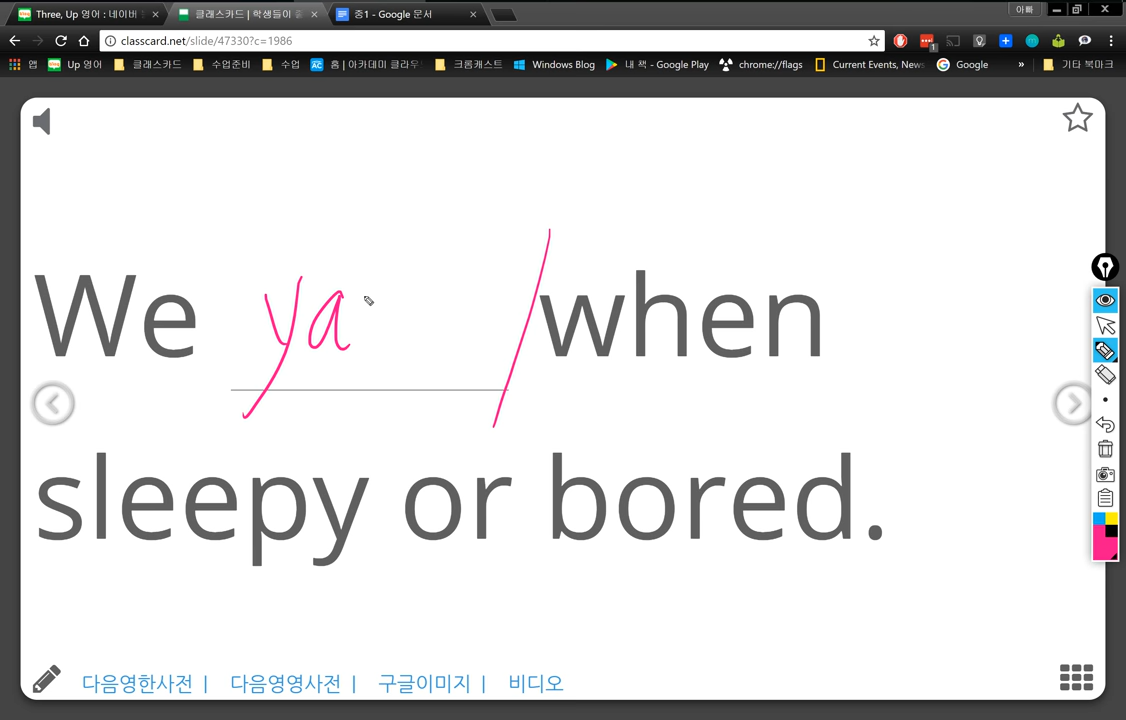 Three, Up 영어 : 네이버
클래스카드 | 학생들이 즐
중1 - Google 문서
아빠
classcard.net/slide/47330?c=1986
1
앱 Up 영어 클래스카드 수업준비 수업 홈 | 아카데미 클라우 크롬캐스트 Windows Blog 내 책 - Google Play chrome://flags Current Events, News Google » 기타 북마크
We ya / when
sleepy or bored.
다음영한사전 | 다음영영사전 | 구글이미지 | 비디오